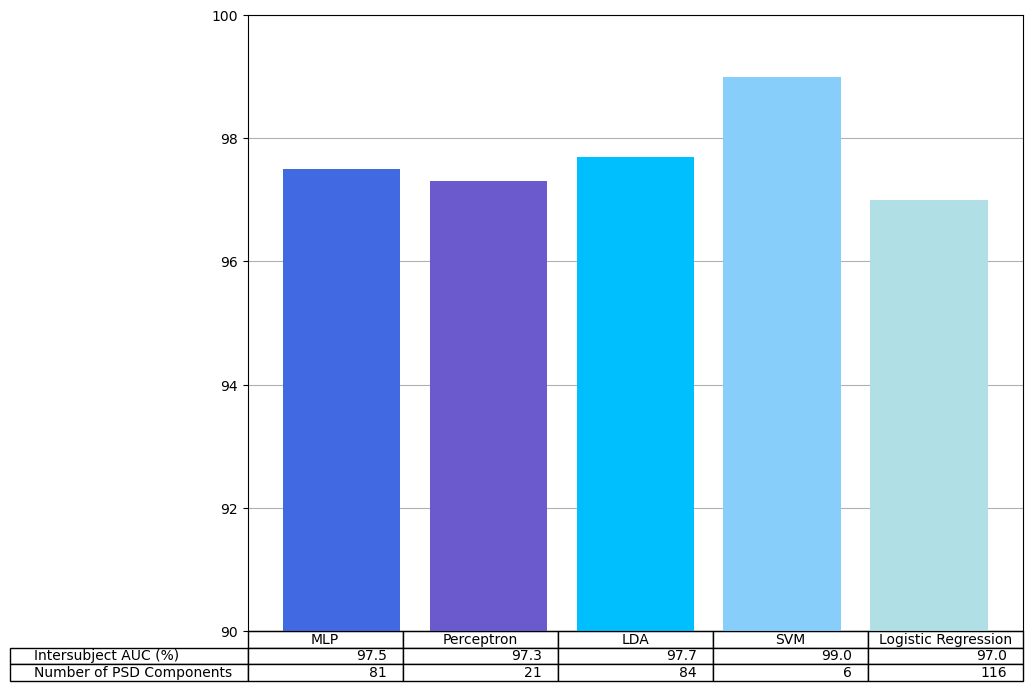 100
98
96
94
92
90
MLP Perceptron LDA SVM Logistic Regression
Intersubject AUC (%) 97.5 97.3 97.7 99.0 97.0
Number of PSD Components 81 21 84 6 116